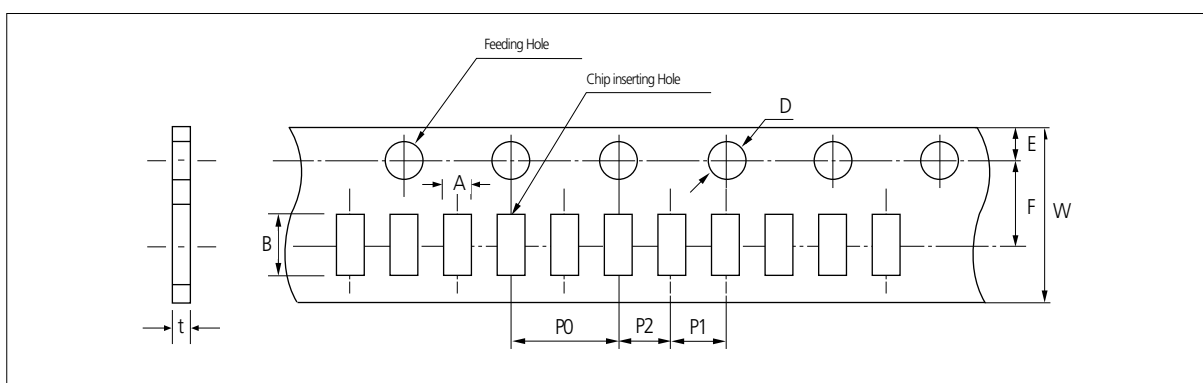 Feeding Hole
Chip inserting Hole
D
E
A
F
W
B
t
P0
P2
P1